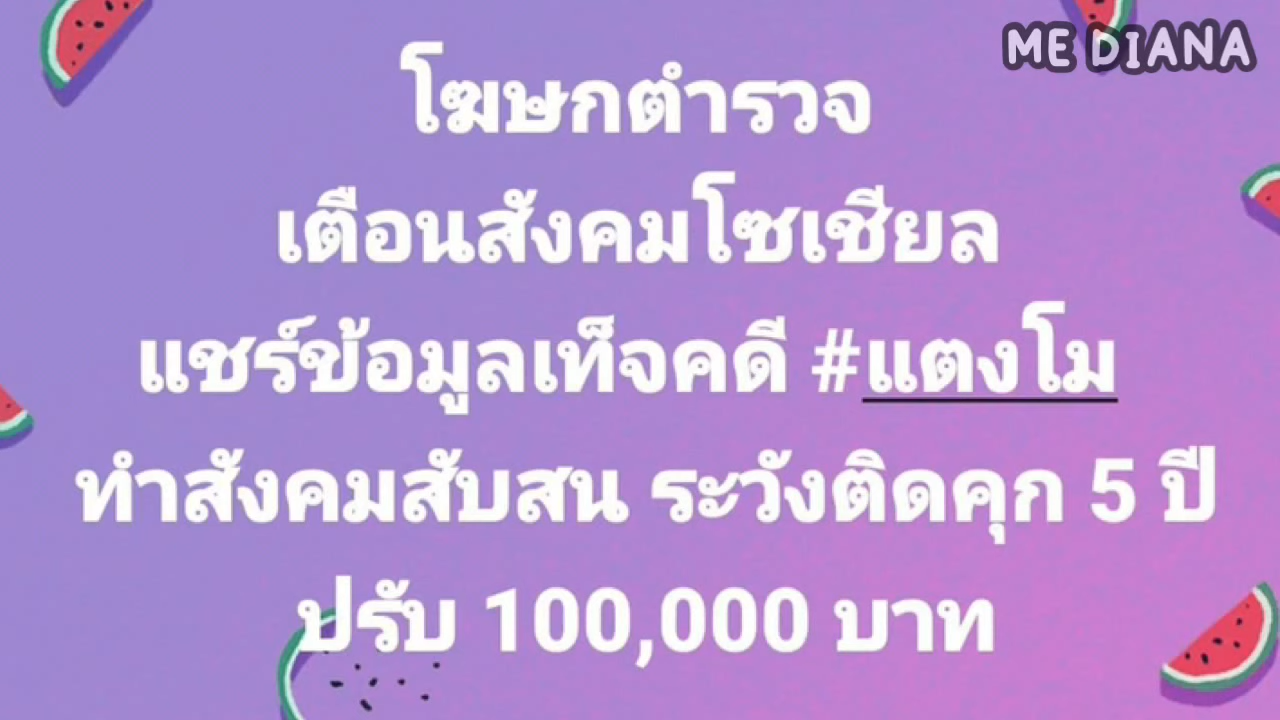 ME DIANA
โฆษกตำรวจ
เตือนสังคมโซเชียล
แชร์ข้อมูลเท็จคดี #แตงโม
ทำสังคมสับสน ระวังติดคุก 5 ปี
ปรับ 100,000 บาท